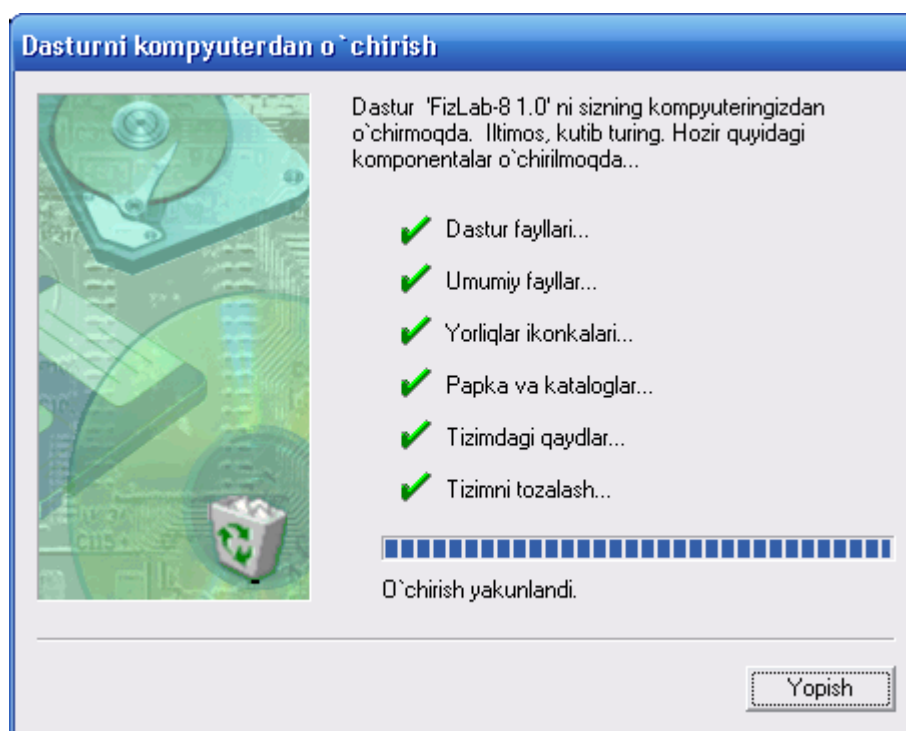 Dasturni kompyuterdan o`chirish
Dastur 'FizLab-8 1.0' ni sizning kompyuteringizdan
o`chirmoqda. Iltimos, kutib turing. Hozir quyidagi
komponentalar o`chirilmoqda...
Dastur fayllari...
Umumiy fayllar...
Yorliqlar ikonkalari...
Papka va kataloglar...
Tizimdagi qaydlar...
Tizimni tozalash...
O`chirish yakunlandi.
Yopish